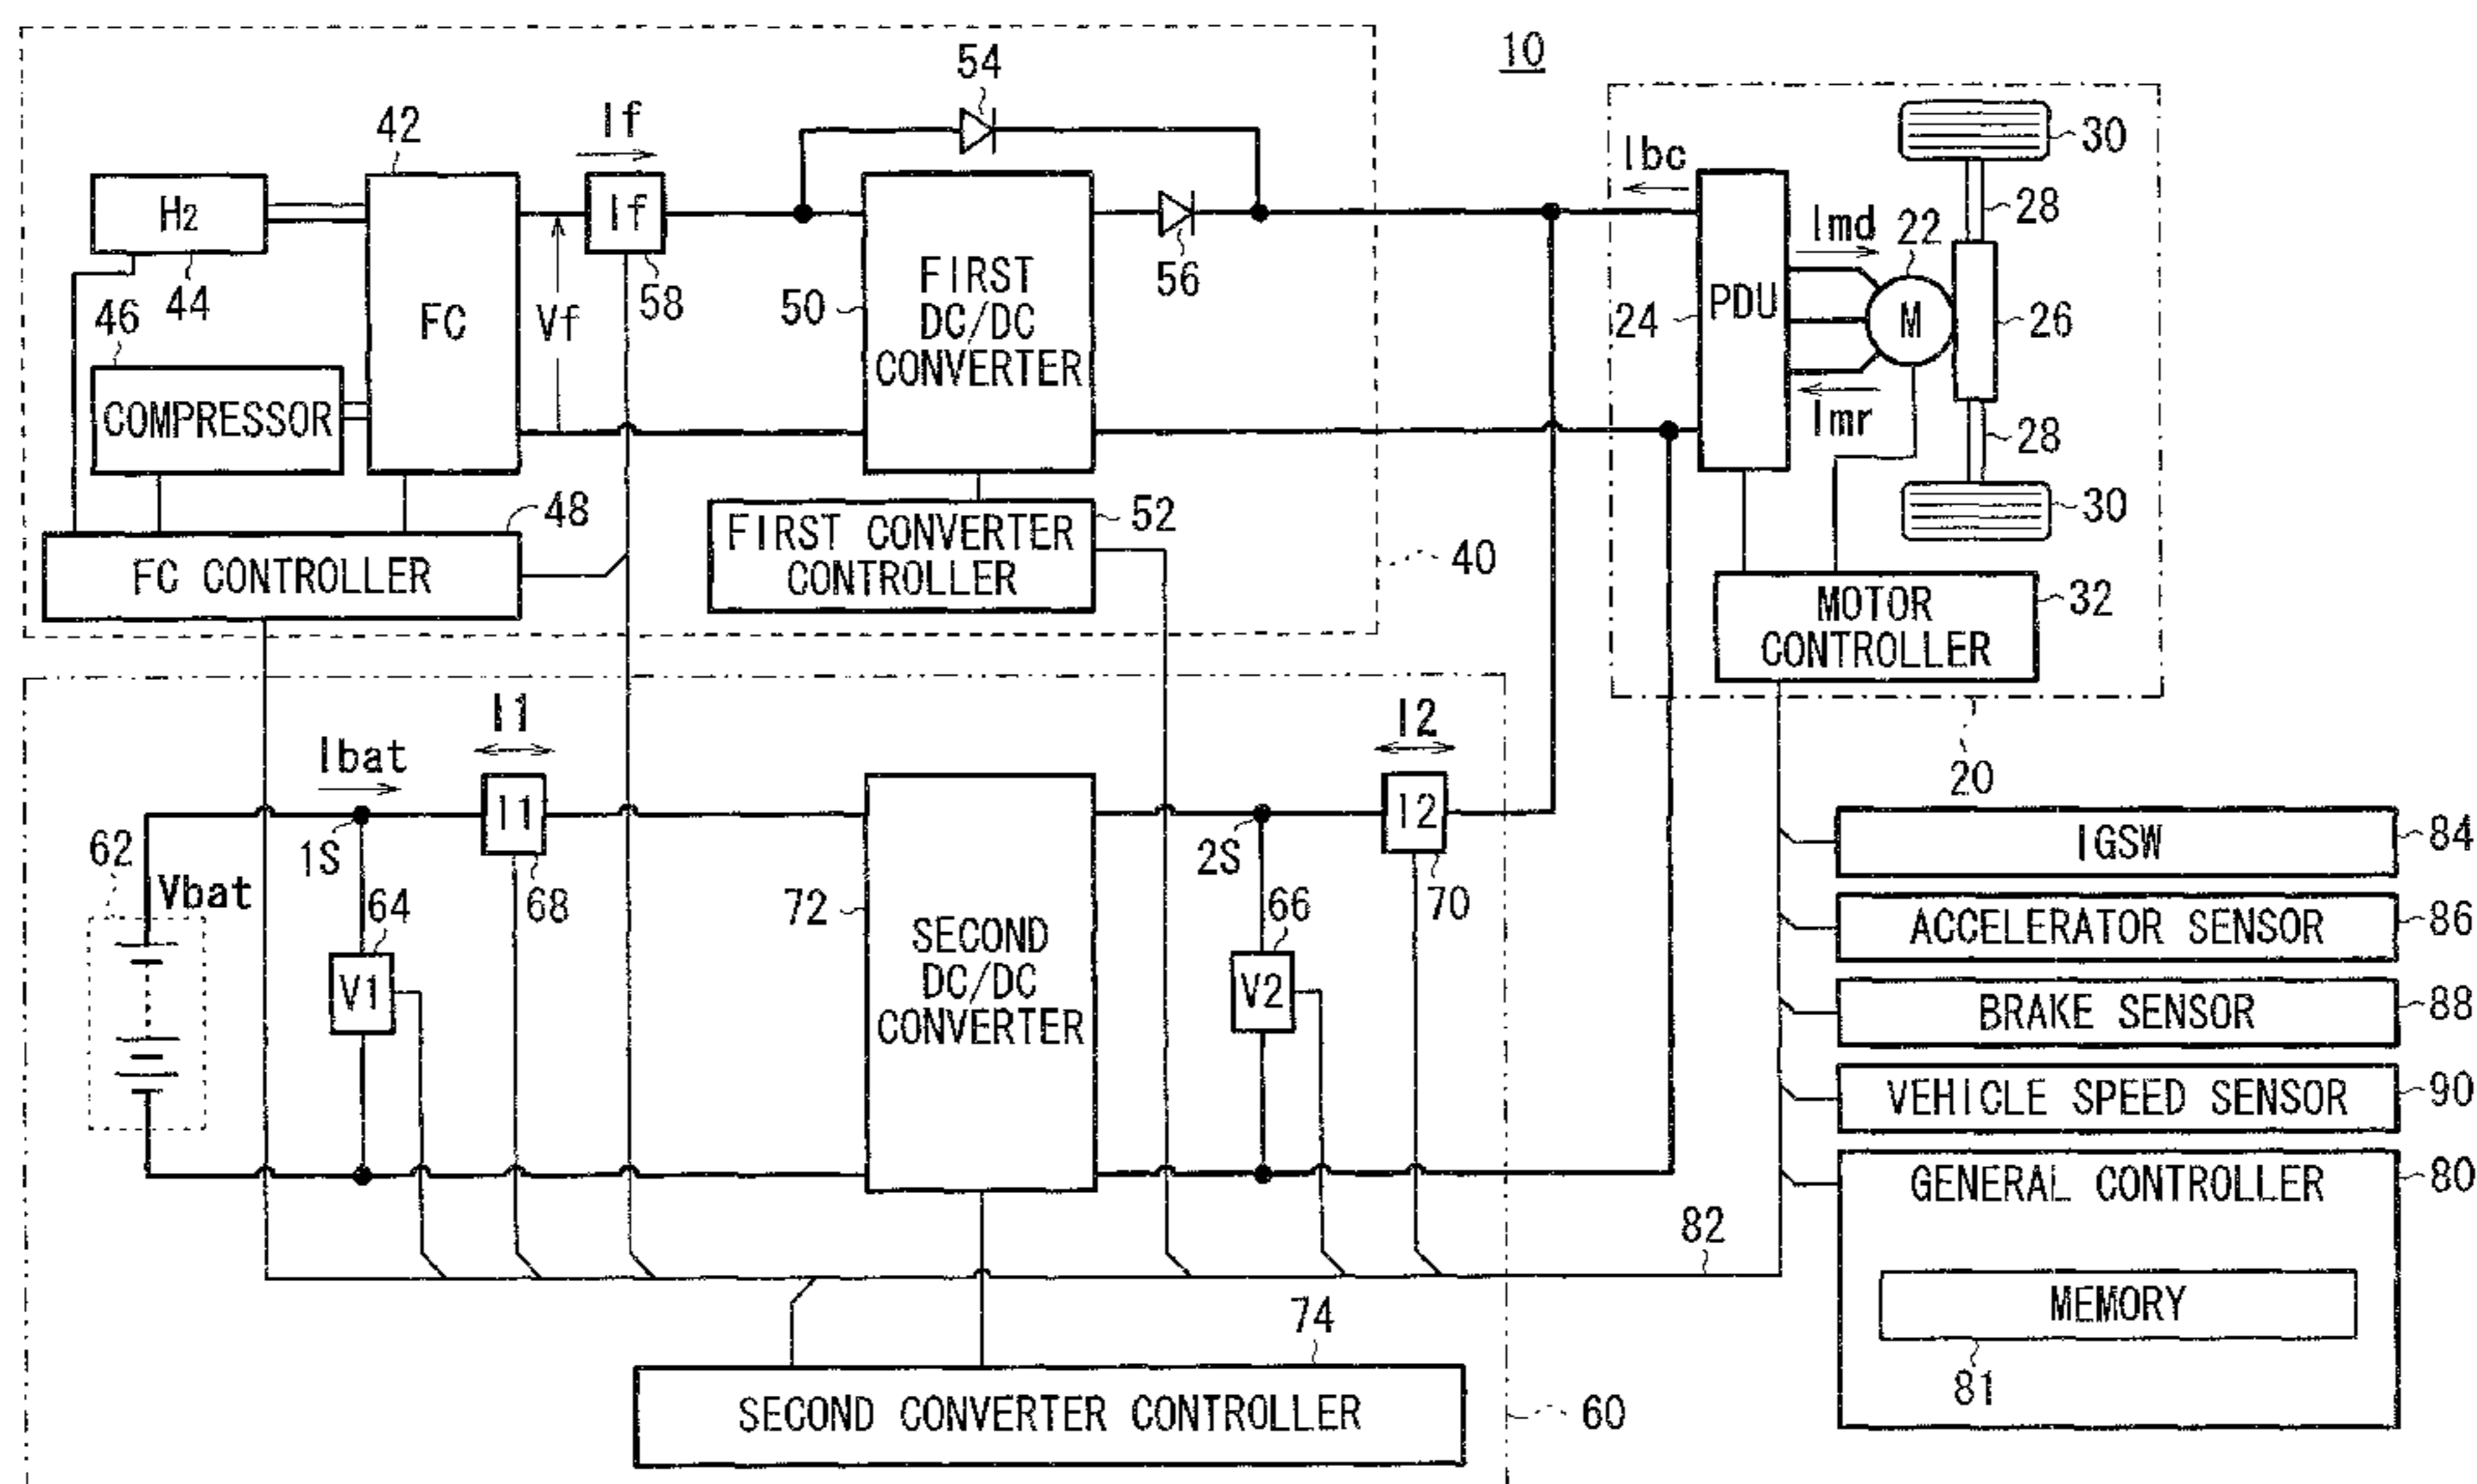 10
54
42
If
Ibc
30
H2
FC
If
FIRST
DC/DC
CONVERTER
56
PDU
Imd
22
28
44
46
Vf
58
50
24
M
26
COMPRESSOR
Imr
28
48
FIRST CONVERTER
CONTROLLER
52
40
30
FC CONTROLLER
MOTOR
CONTROLLER
32
20
I1
I2
Ibat
I1
I2
1S
2S
62
Vbat
64
68
72
66
70
V1
SECOND
DC/DC
CONVERTER
V2
IGSW
84
ACCELERATOR SENSOR
86
BRAKE SENSOR
88
VEHICLE SPEED SENSOR
90
GENERAL CONTROLLER
80
82
MEMORY
81
74
SECOND CONVERTER CONTROLLER
60